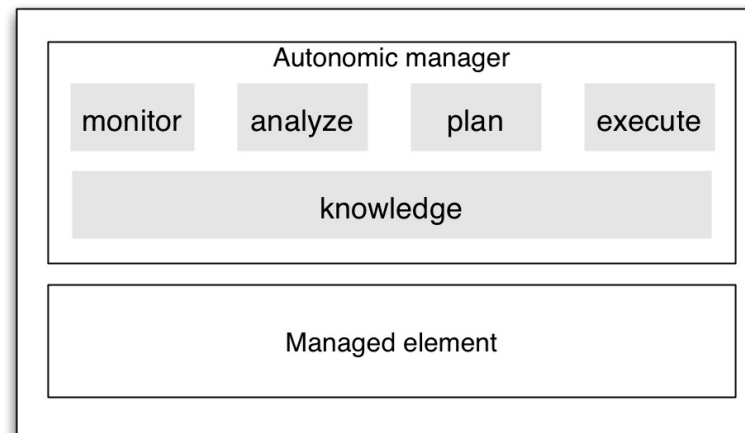 Autonomic manager
monitor analyze plan execute
knowledge
Managed element